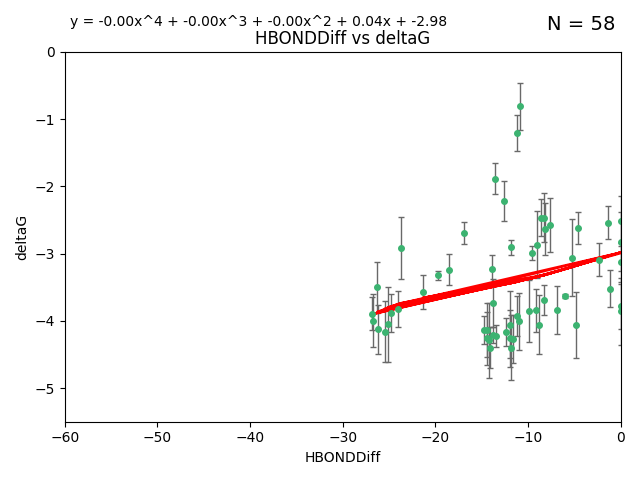 y = -0.00x^4 + -0.00x^3 + -0.00x^2 + 0.04x + -2.98
N = 58
HBONDDiff vs deltaG
0
−1
−2
−3
−4
−5
deltaG
−60
−50
−40
−30
−20
−10
0
HBONDDiff